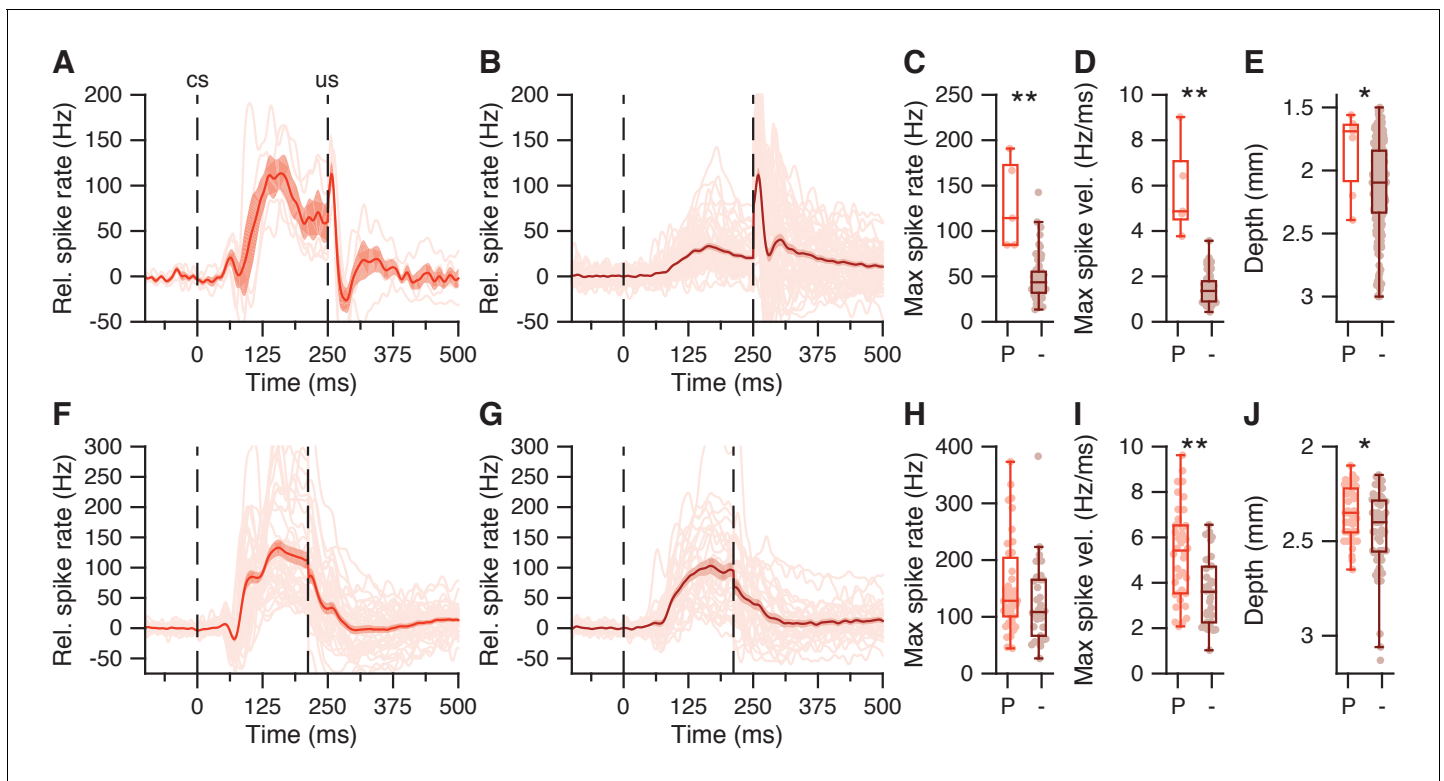 A
cs
us
Rel. spike rate (Hz)
200
150
100
50
0
-50
0 125 250 375 500
Time (ms)
B
Rel. spike rate (Hz)
200
150
100
50
0
-50
0 125 250 375 500
Time (ms)
C
**
Max spike rate (Hz)
250
200
150
100
50
0
P -
D
**
Max spike vel. (Hz/ms)
10
8
6
4
2
0
P -
E
*
Depth (mm)
1.5
2
2.5
3
P -
F
Rel. spike rate (Hz)
300
250
200
150
100
50
0
-50
0 125 250 375 500
Time (ms)
G
Rel. spike rate (Hz)
300
250
200
150
100
50
0
-50
0 125 250 375 500
Time (ms)
H
Max spike rate (Hz)
400
300
200
100
0
P -
I
**
Max spike vel. (Hz/ms)
10
8
6
4
2
0
P -
J
*
Depth (mm)
2
2.5
3
P -